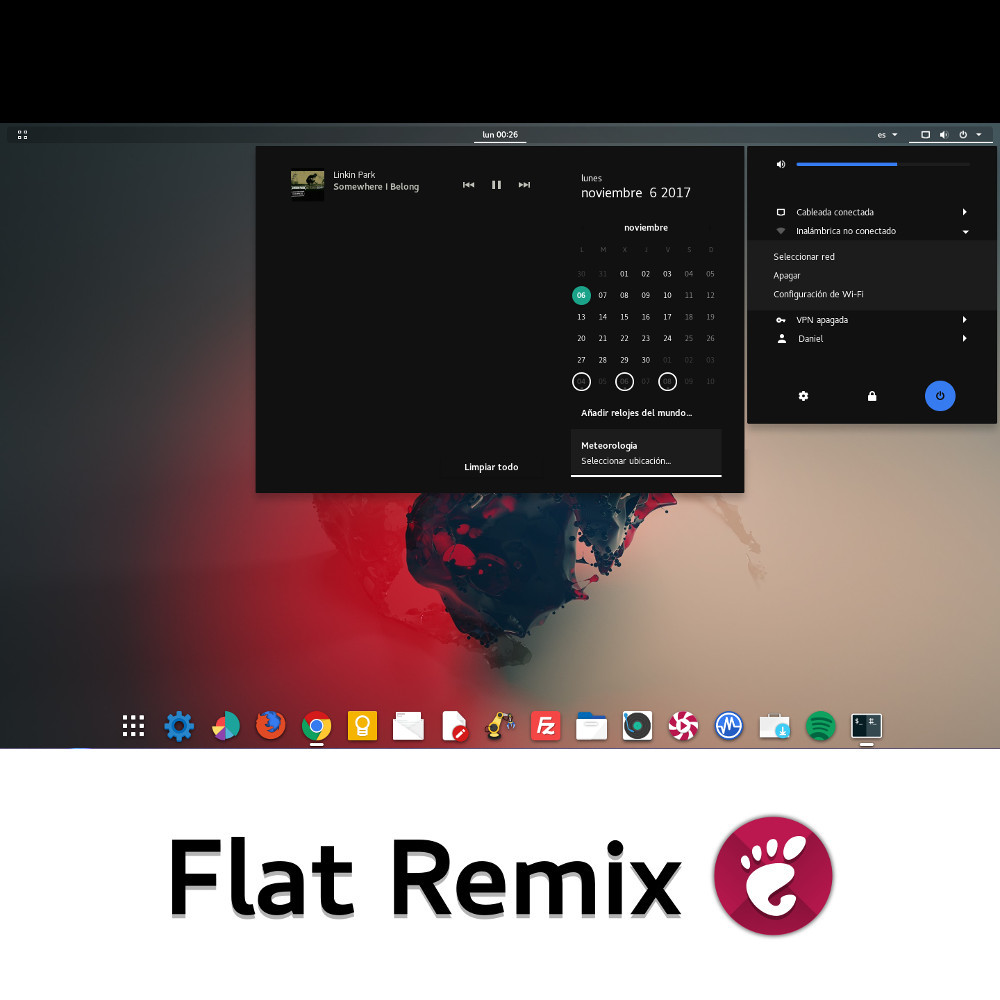 lun 00:26
es
Linkin Park
Somewhere I Belong
Limpiar todo
lunes
noviembre 6 2017
noviembre
L M X J V S D
30 31 01 02 03 04 05
06 07 08 09 10 11 12
13 14 15 16 17 18 19
20 21 22 23 24 25 26
27 28 29 30 01 02 03
04 05 06 07 08 09 10
Añadir relojes del mundo...
Meteorología
Seleccionar ubicación...
Cableada conectada
Inalámbrica no conectado
Seleccionar red
Apagar
Configuración de Wi-Fi
VPN apagada
Daniel
FZ
Flat Remix